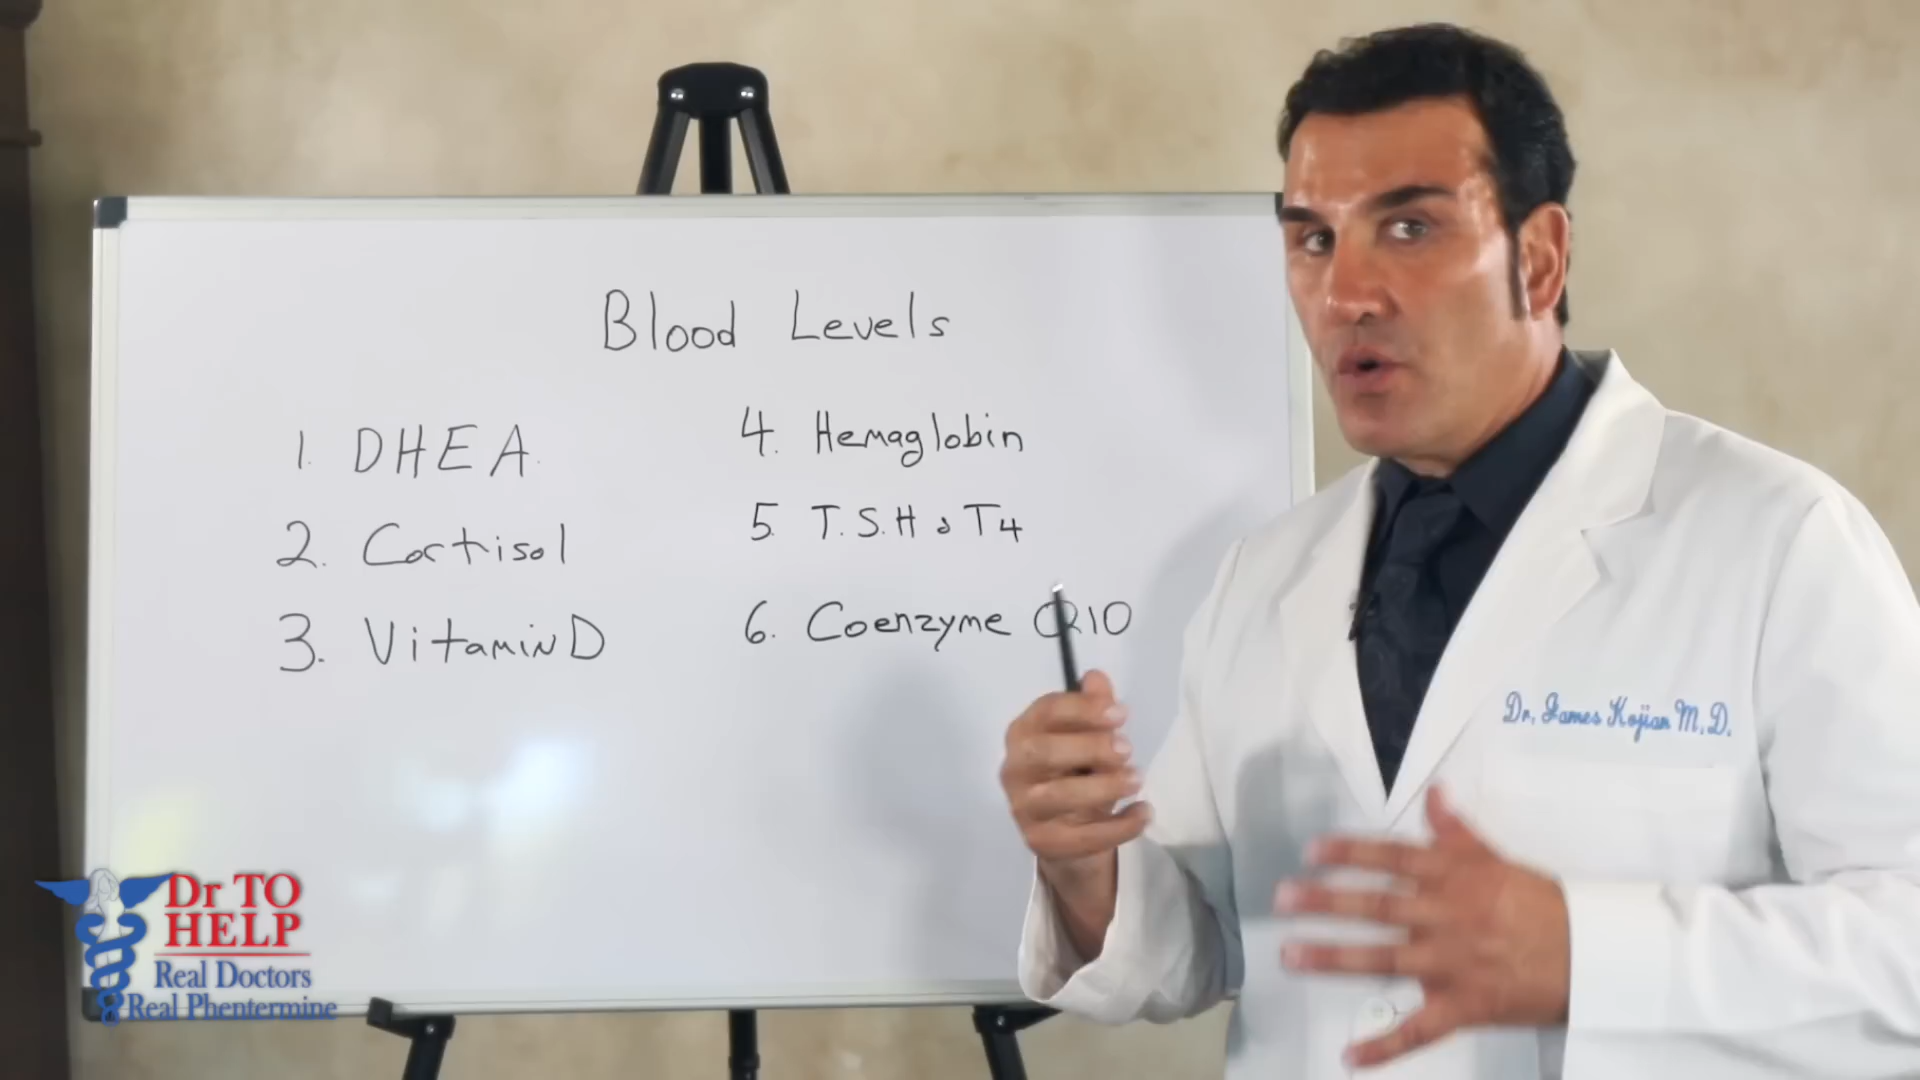 Blood Levels
1. DHEA.
2. Cortisol
3. Vitamin D
4. Hemaglobin
5. T.S.H & T4
6. Coenzyme Q10
Dr. James Kojian M.D.
Dr TO
HELP
Real Doctors
Real Phentermine